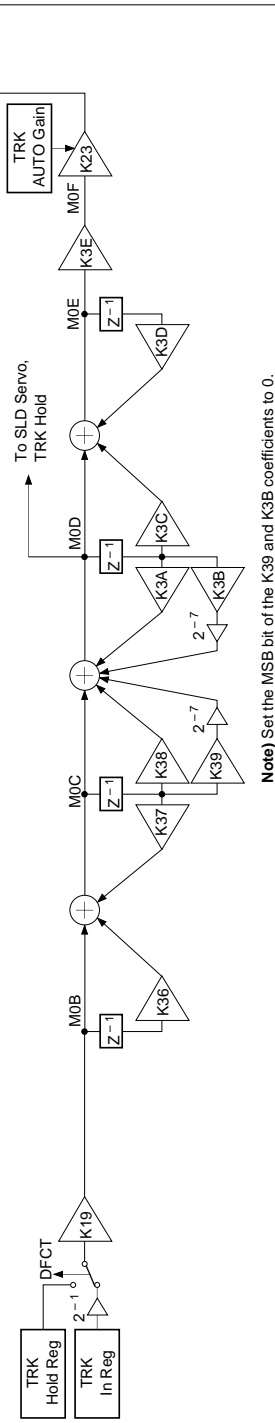 TRK
Hold Reg
TRK
In Reg
2−1
DFCT
K19
M0B
Z−1
K36
M0C
Z−1
K37
K38
K39
2−7
To SLD Servo,
TRK Hold
M0D
Z−1
K3A
K3C
K3B
2−7
M0E
Z−1
K3D
K3E
M0F
TRK
AUTO Gain
K23
Note) Set the MSB bit of the K39 and K3B coefficients to 0.